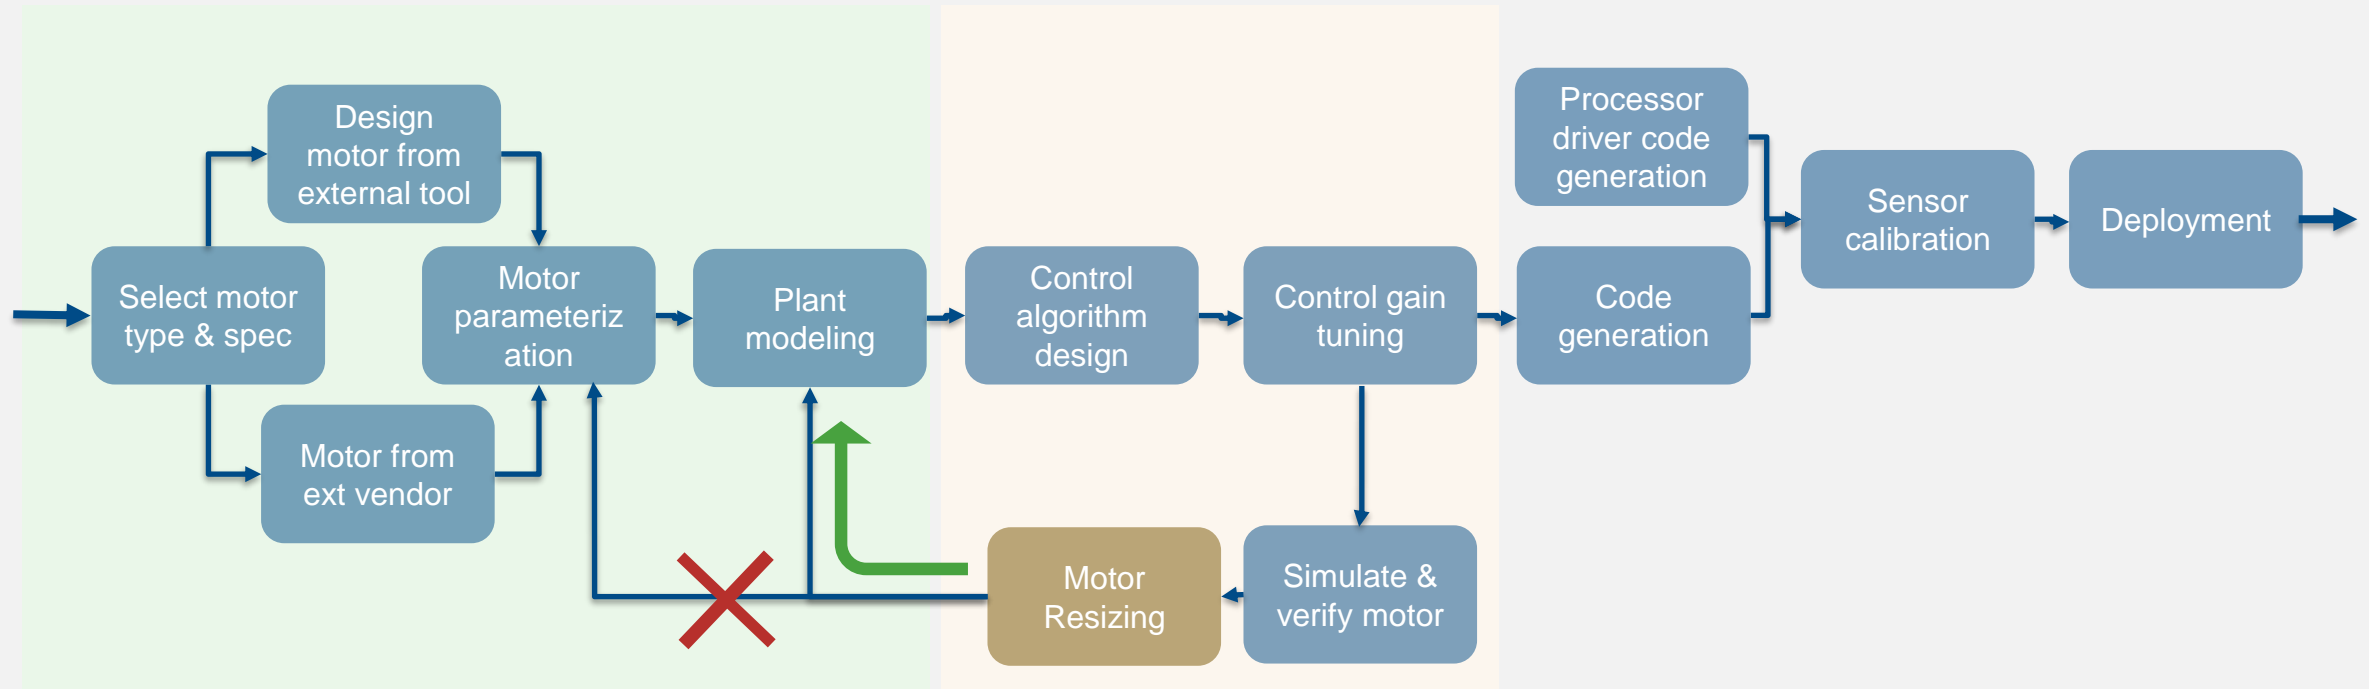 Design
motor from
external tool
Select motor
type & spec
Motor from
ext vendor
Motor
parameteriz
ation
Plant
modeling
Control
algorithm
design
Control gain
tuning
Motor
Resizing
Simulate &
verify motor
Processor
driver code
generation
Code
generation
Sensor
calibration
Deployment